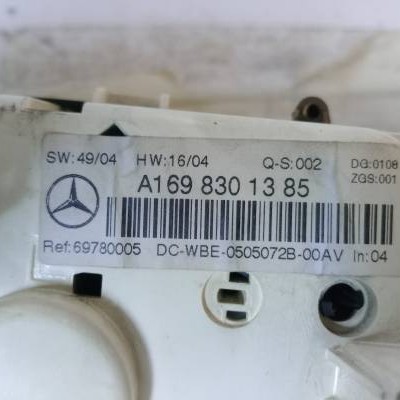 SW:49/04 HW:16/04 Q-S:002 DG:0108
ZGS:001
A169 830 13 85
Ref:69780005 DC-WBE-0505072B-00AV In:04